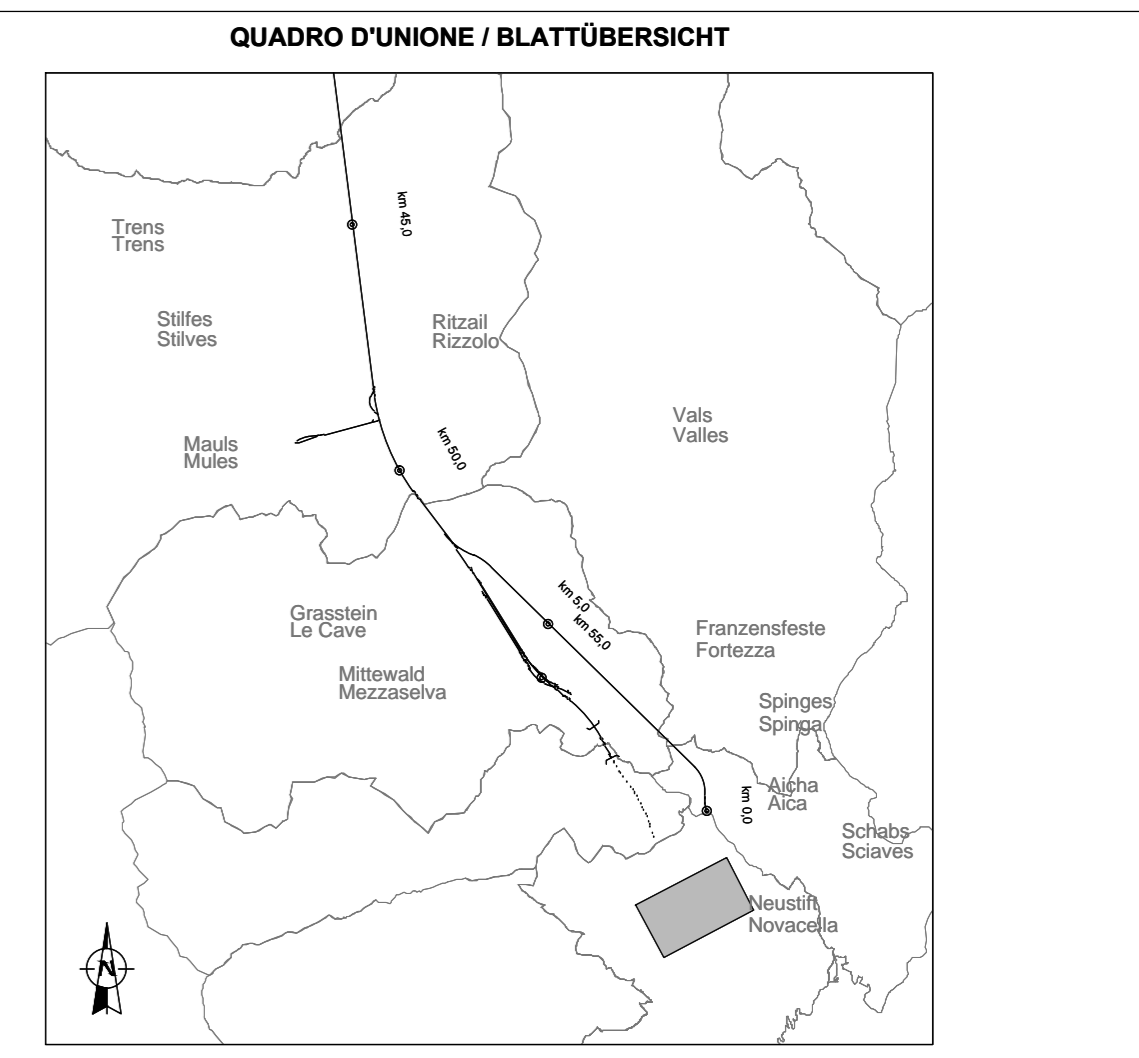 QUADRO D'UNIONE / BLATTÜBERSICHT
km 45,0
Trens
Trens
Stilfes
Stilves
Ritzail
Rizzolo
Vals
Valles
Mauls
Mules
km 50,0
km 5,0
km 55,0
Grasstein
Le Cave
Franzensfeste
Fortezza
Mittewald
Mezzaselva
Spinges
Spinga
Aicha
Aica
km 0,0
Schabs
Sciaves
Neustift
Novacella
N